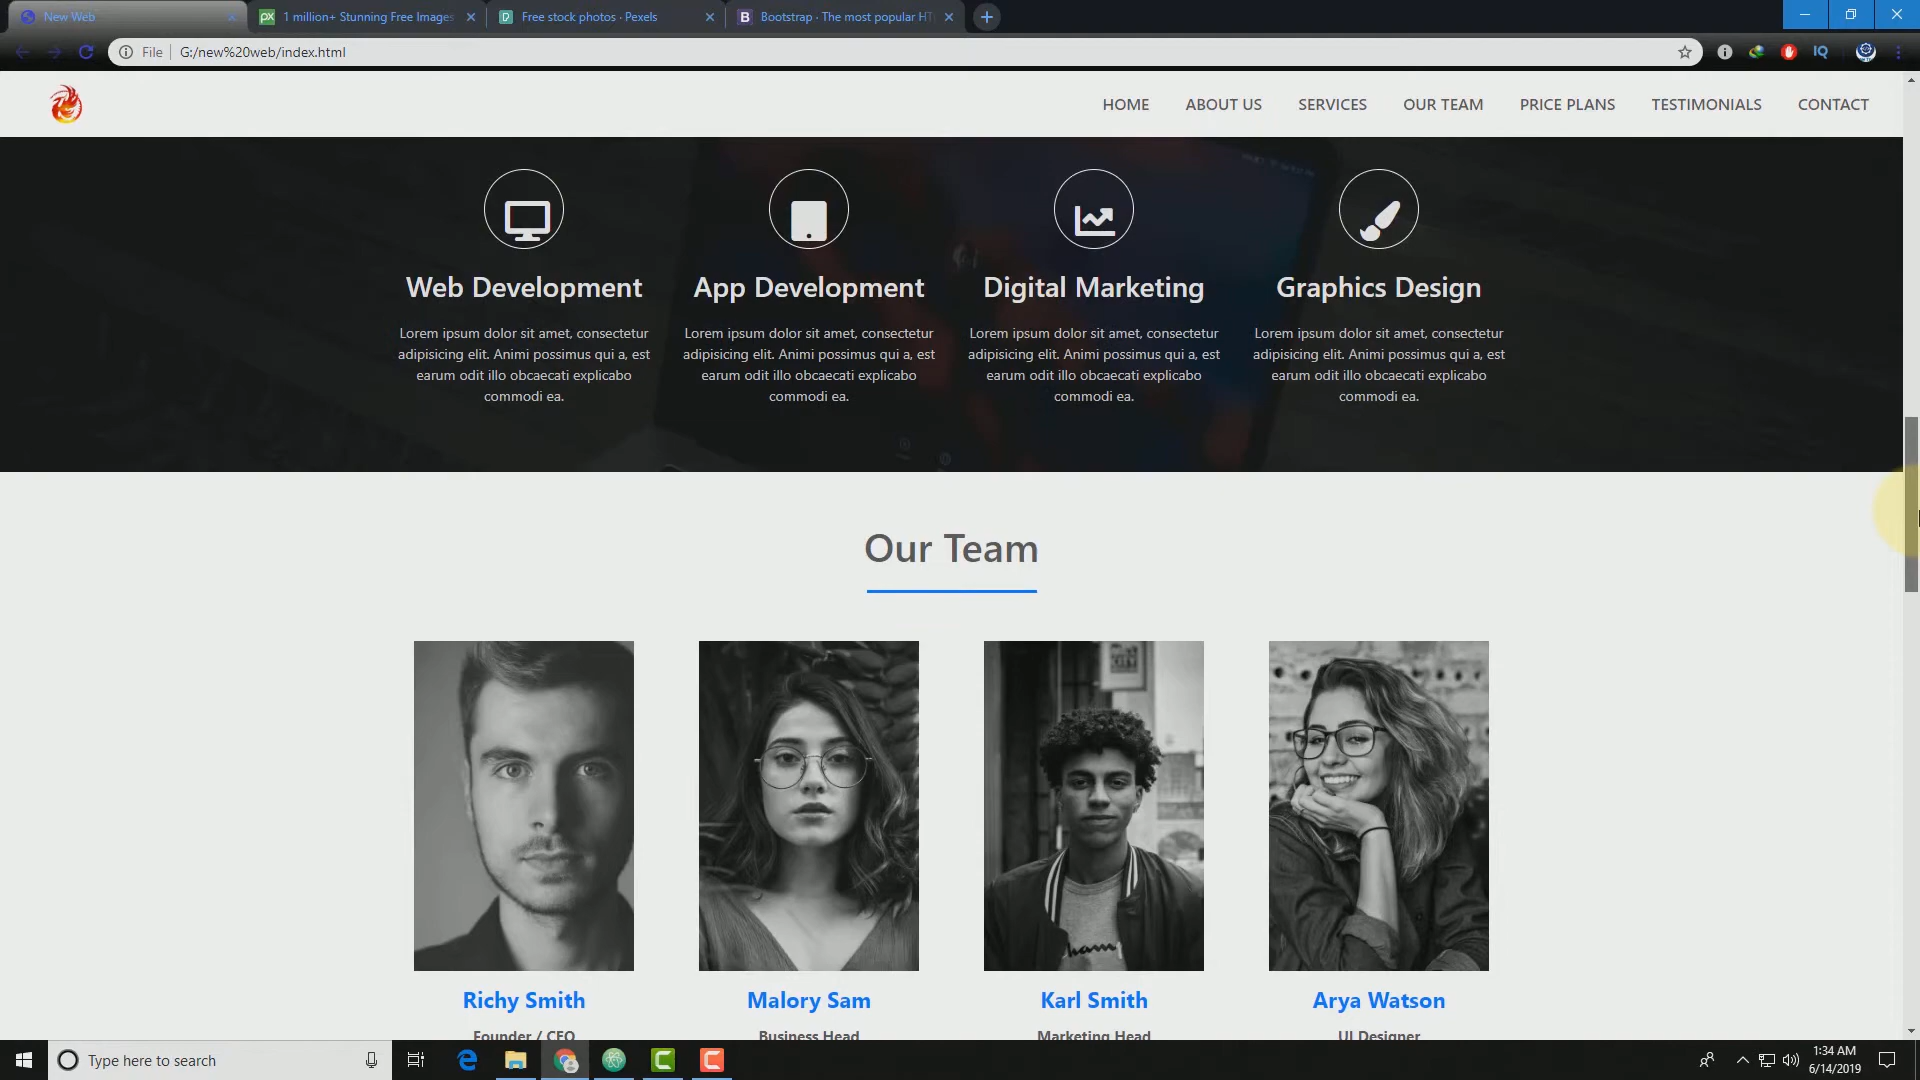 New Web
1 million+ Stunning Free Images
Free stock photos · Pexels
Bootstrap · The most popular HT
File
G:/new%20web/index.html
IQ
HOME
ABOUT US
SERVICES
OUR TEAM
PRICE PLANS
TESTIMONIALS
CONTACT
Web Development
Lorem ipsum dolor sit amet, consectetur
adipisicing elit. Animi possimus qui a, est
earum odit illo obcaecati explicabo
commodi ea.
App Development
Lorem ipsum dolor sit amet, consectetur
adipisicing elit. Animi possimus qui a, est
earum odit illo obcaecati explicabo
commodi ea.
Digital Marketing
Lorem ipsum dolor sit amet, consectetur
adipisicing elit. Animi possimus qui a, est
earum odit illo obcaecati explicabo
commodi ea.
Graphics Design
Lorem ipsum dolor sit amet, consectetur
adipisicing elit. Animi possimus qui a, est
earum odit illo obcaecati explicabo
commodi ea.
Our Team
Richy Smith
Founder / CEO
Malory Sam
Business Head
Karl Smith
Marketing Head
Arya Watson
UI Designer
Type here to search
1:34 AM
6/14/2019